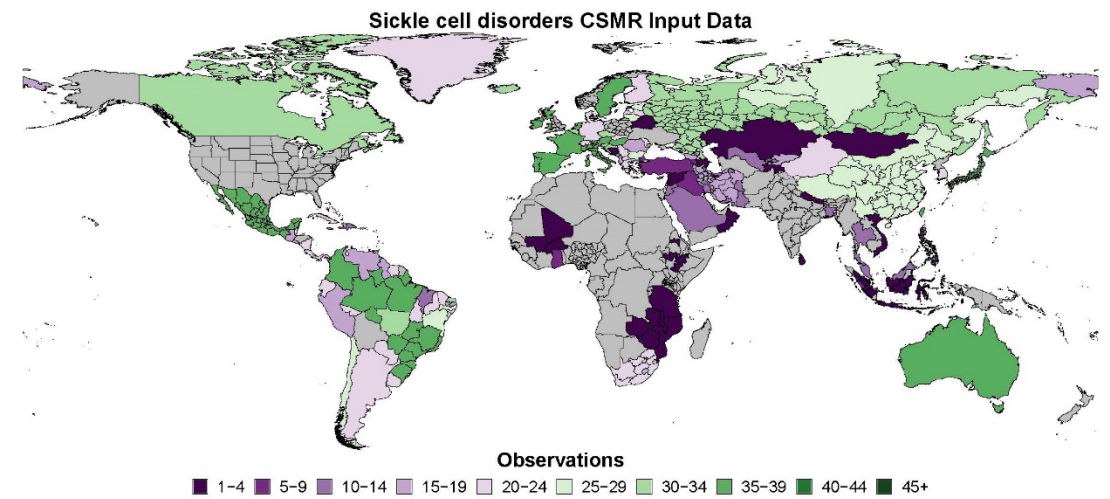 Sickle cell disorders CSMR Input Data
Observations
1−4 5−9 10−14 15−19 20−24 25−29 30−34 35−39 40−44 45+